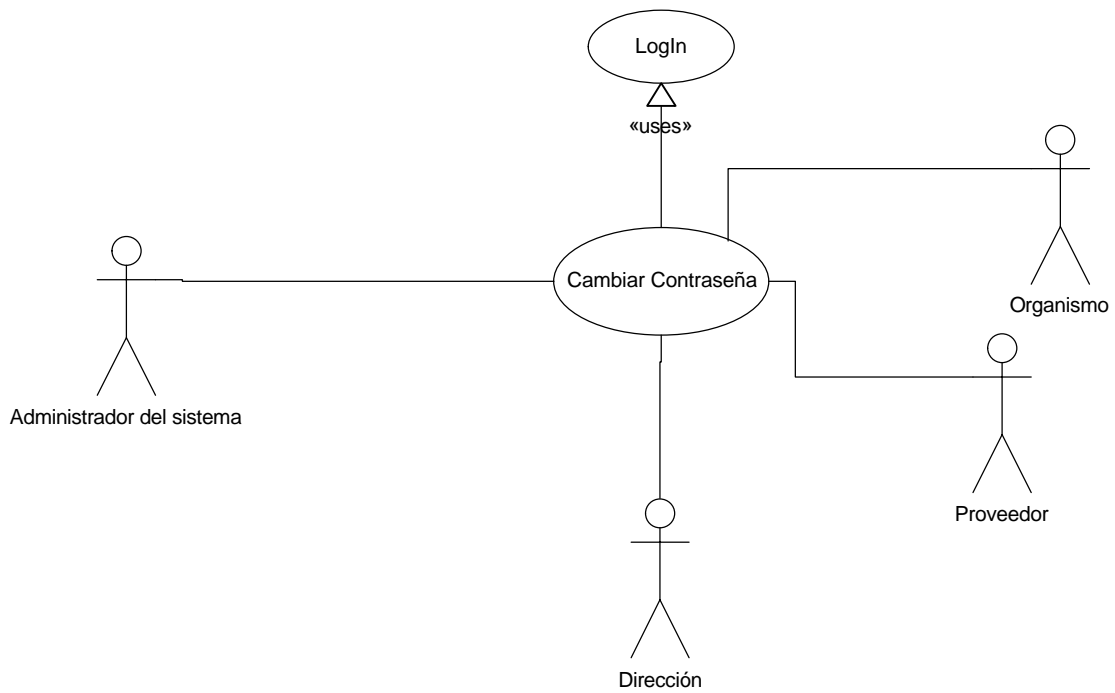 LogIn
«uses»
Cambiar Contraseña
Organismo
Administrador del sistema
Proveedor
Dirección